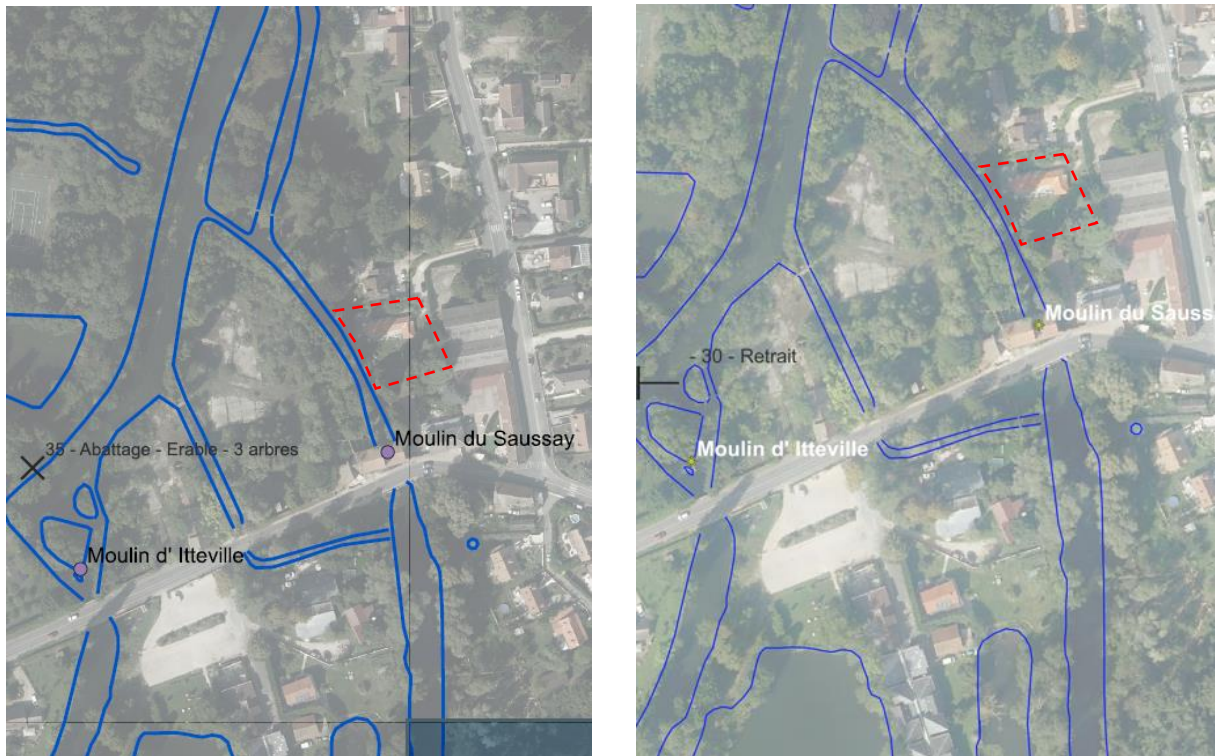 35 - Abattage - Erable - 3 arbres
Moulin du Saussay
Moulin d' Itteville
Moulin du Sauss
- 30 - Retrait
Moulin d' Itteville